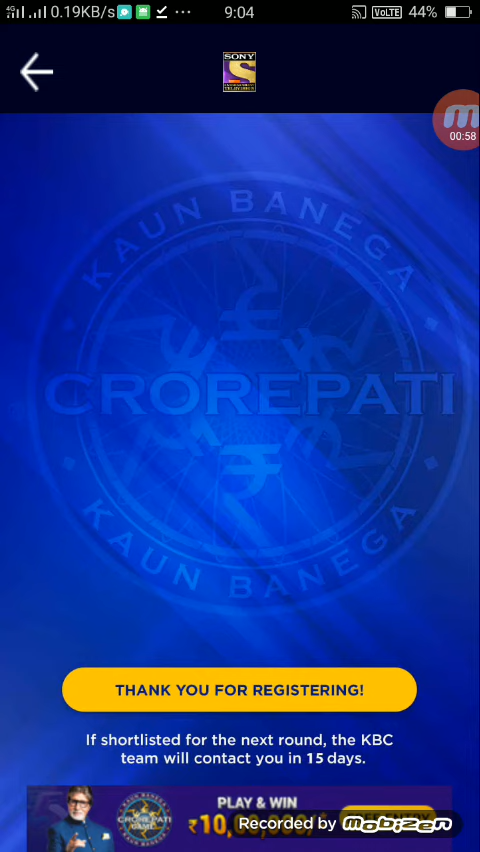 4G 0.19KB/s 9:04 VoLTE 44%
SONY
00:58
KAUN BANEGA
CROREPATI
KAUN BANEGA
THANK YOU FOR REGISTERING!
If shortlisted for the next round, the KBC
team will contact you in 15 days.
PLAY & WIN
₹10,
Recorded by mobizen